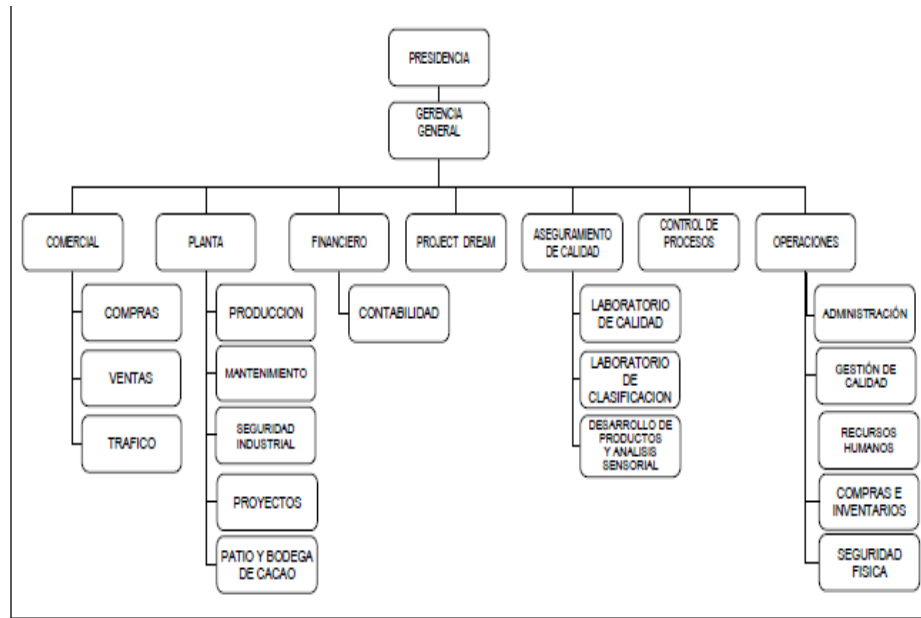 PRESIDENCIA
GERENCIA
GENERAL
COMERCIAL
PLANTA
FINANCIERO
PROJECT DREAM
ASEGURAMIENTO
DE CALIDAD
CONTROL DE
PROCESOS
OPERACIONES
COMPRAS
VENTAS
TRAFICO
PRODUCCION
MANTENIMIENTO
SEGURIDAD
INDUSTRIAL
PROYECTOS
PATIO Y BODEGA
DE CACAO
CONTABILIDAD
LABORATORIO
DE CALIDAD
LABORATORIO
DE
CLASIFICACION
DESARROLLO DE
PRODUCTOS
Y ANALISIS
SENSORIAL
ADMINISTRACIÓN
GESTIÓN DE
CALIDAD
RECURSOS
HUMANOS
COMPRAS E
INVENTARIOS
SEGURIDAD
FISICA